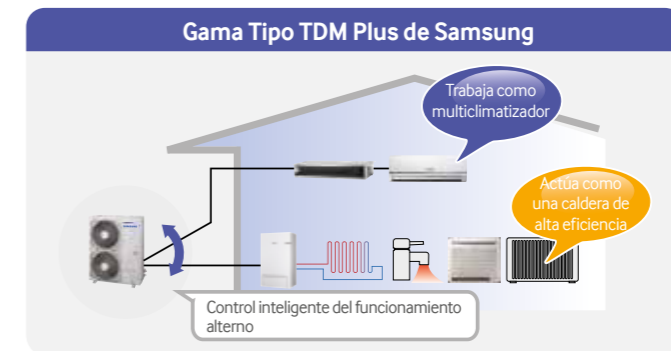 Gama Tipo TDM Plus de Samsung
Trabaja como
multiclimatizador
Actúa como
una caldera de
alta eficiencia
Control inteligente del funcionamiento
alterno